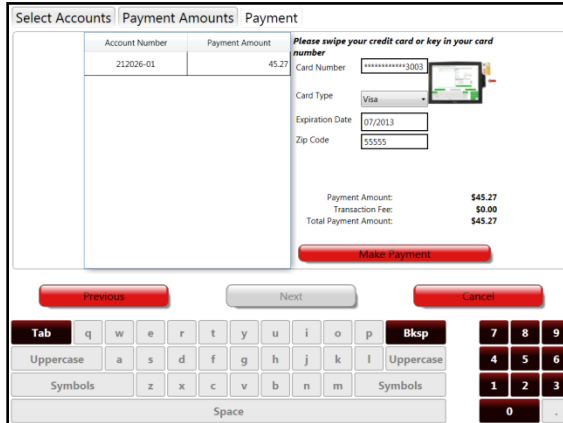 Select Accounts Payment Amounts Payment
Account Number Payment Amount
212026-01 45.27
Please swipe your credit card or key in your card
number
Card Number ************3003
Card Type Visa
Expiration Date 07/2013
Zip Code 55555
Payment Amount: $45.27
Transaction Fee: $0.00
Total Payment Amount: $45.27
Make Payment
Previous Next Cancel
Tab q w e r t y u i o p Bksp 7 8 9
Uppercase a s d f g h j k l Uppercase 4 5 6
Symbols z x c v b n m Symbols 1 2 3
Space 0 .